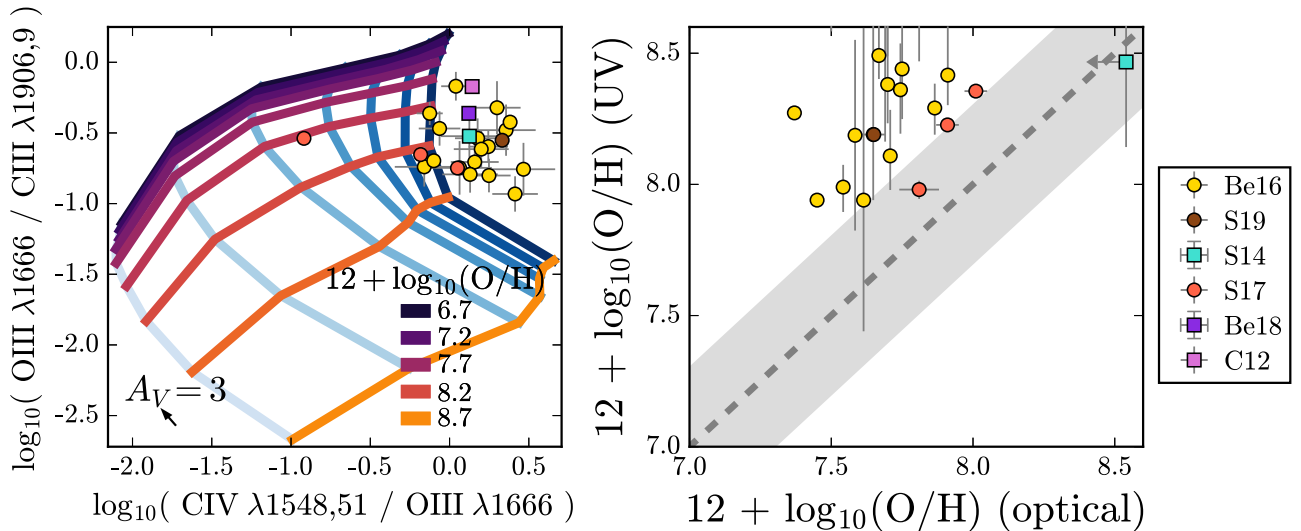 log₁₀( OIII λ1666 / CIII λ1906,9 )
0.0
-0.5
-1.0
-1.5
-2.0
-2.5
12 + log₁₀(O/H)
6.7
7.2
7.7
8.2
8.7
A_V = 3
-2.0 -1.5 -1.0 -0.5 0.0 0.5
log₁₀( CIV λ1548,51 / OIII λ1666 )
12 + log₁₀(O/H) (UV)
8.5
8.0
7.5
7.0
7.0 7.5 8.0 8.5
12 + log₁₀(O/H) (optical)
Be16
S19
S14
S17
Be18
C12